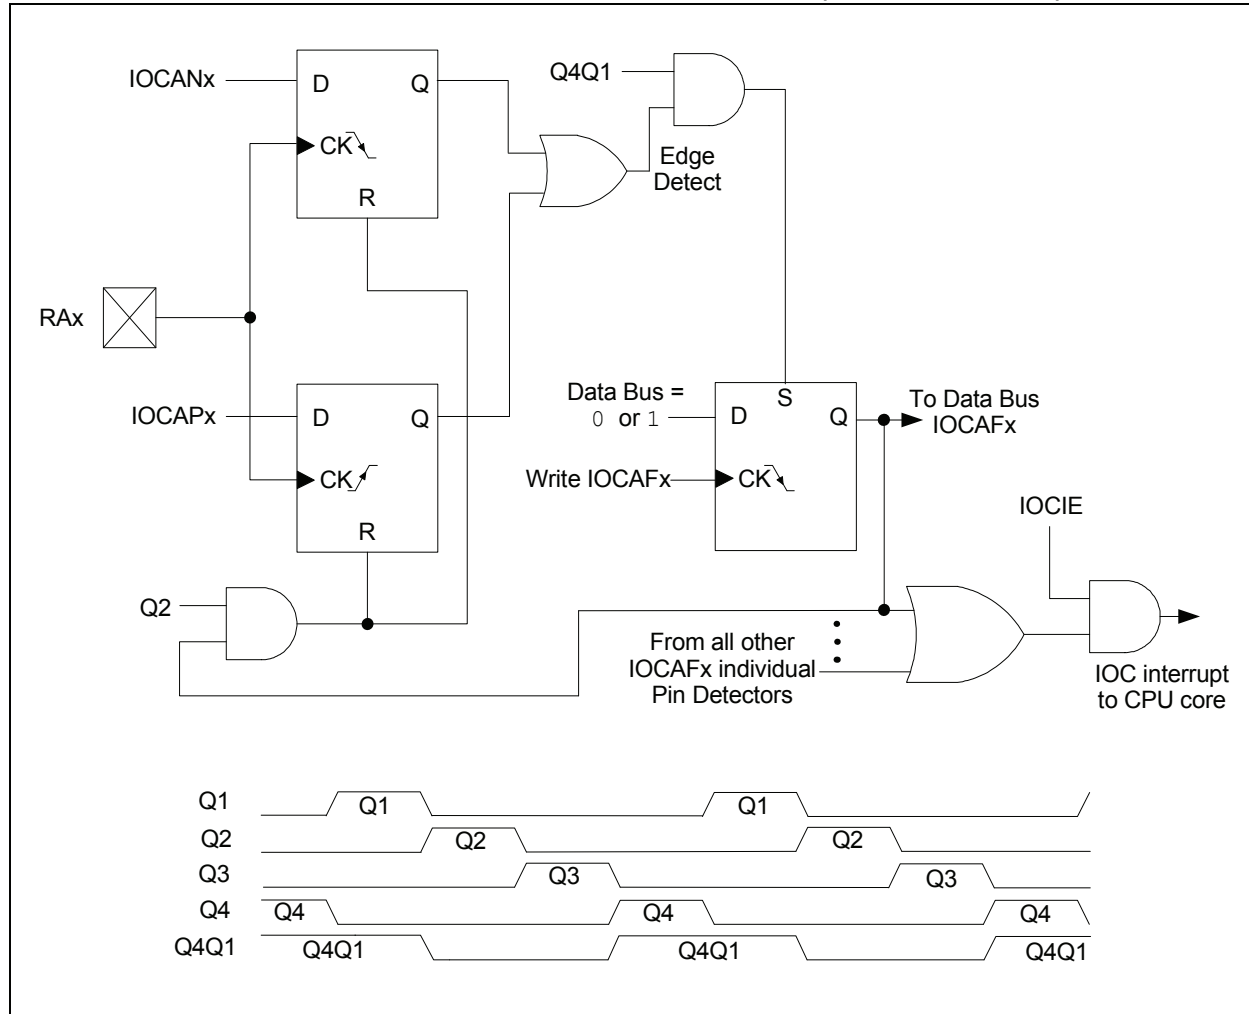 IOCANx
D
Q
CK
R
Q4Q1
Edge
Detect
RAx
IOCAPx
D
Q
CK
R
Data Bus =
0 or 1
S
D
Q
To Data Bus
IOCAFx
Write IOCAFx
CK
IOCIE
Q2
From all other
IOCAFx individual
Pin Detectors
IOC interrupt
to CPU core
Q1
Q1
Q1
Q2
Q2
Q2
Q3
Q3
Q3
Q4
Q4
Q4
Q4
Q4Q1
Q4Q1
Q4Q1
Q4Q1